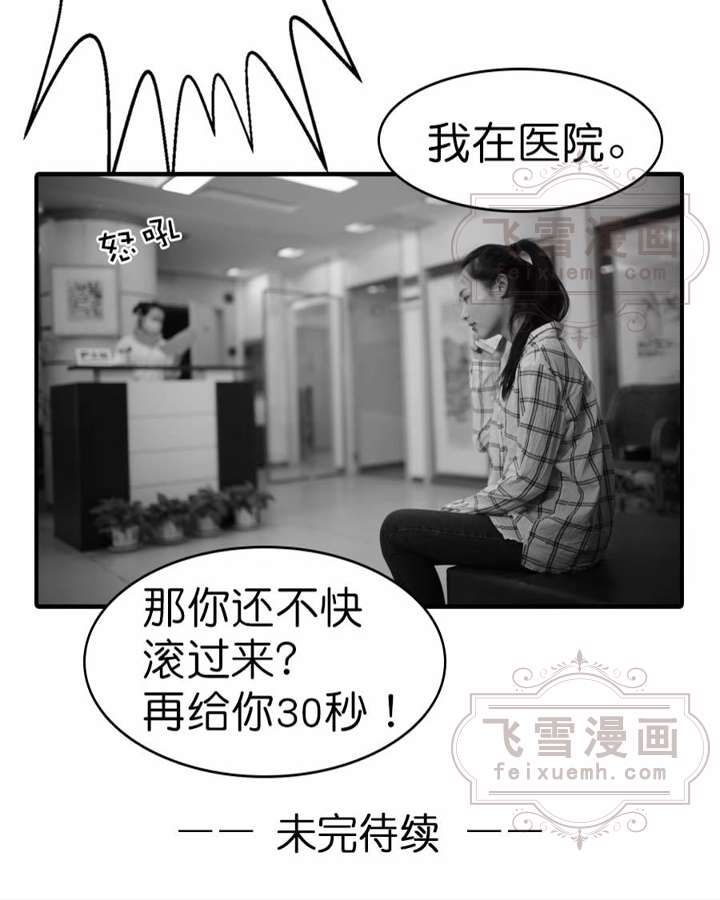 我在医院。
怒吼
飞雪漫画
feixuemh.com
那你还不快
滚过来?
再给你30秒！
飞雪漫画
feixuemh.com
—— 未完待续 ——